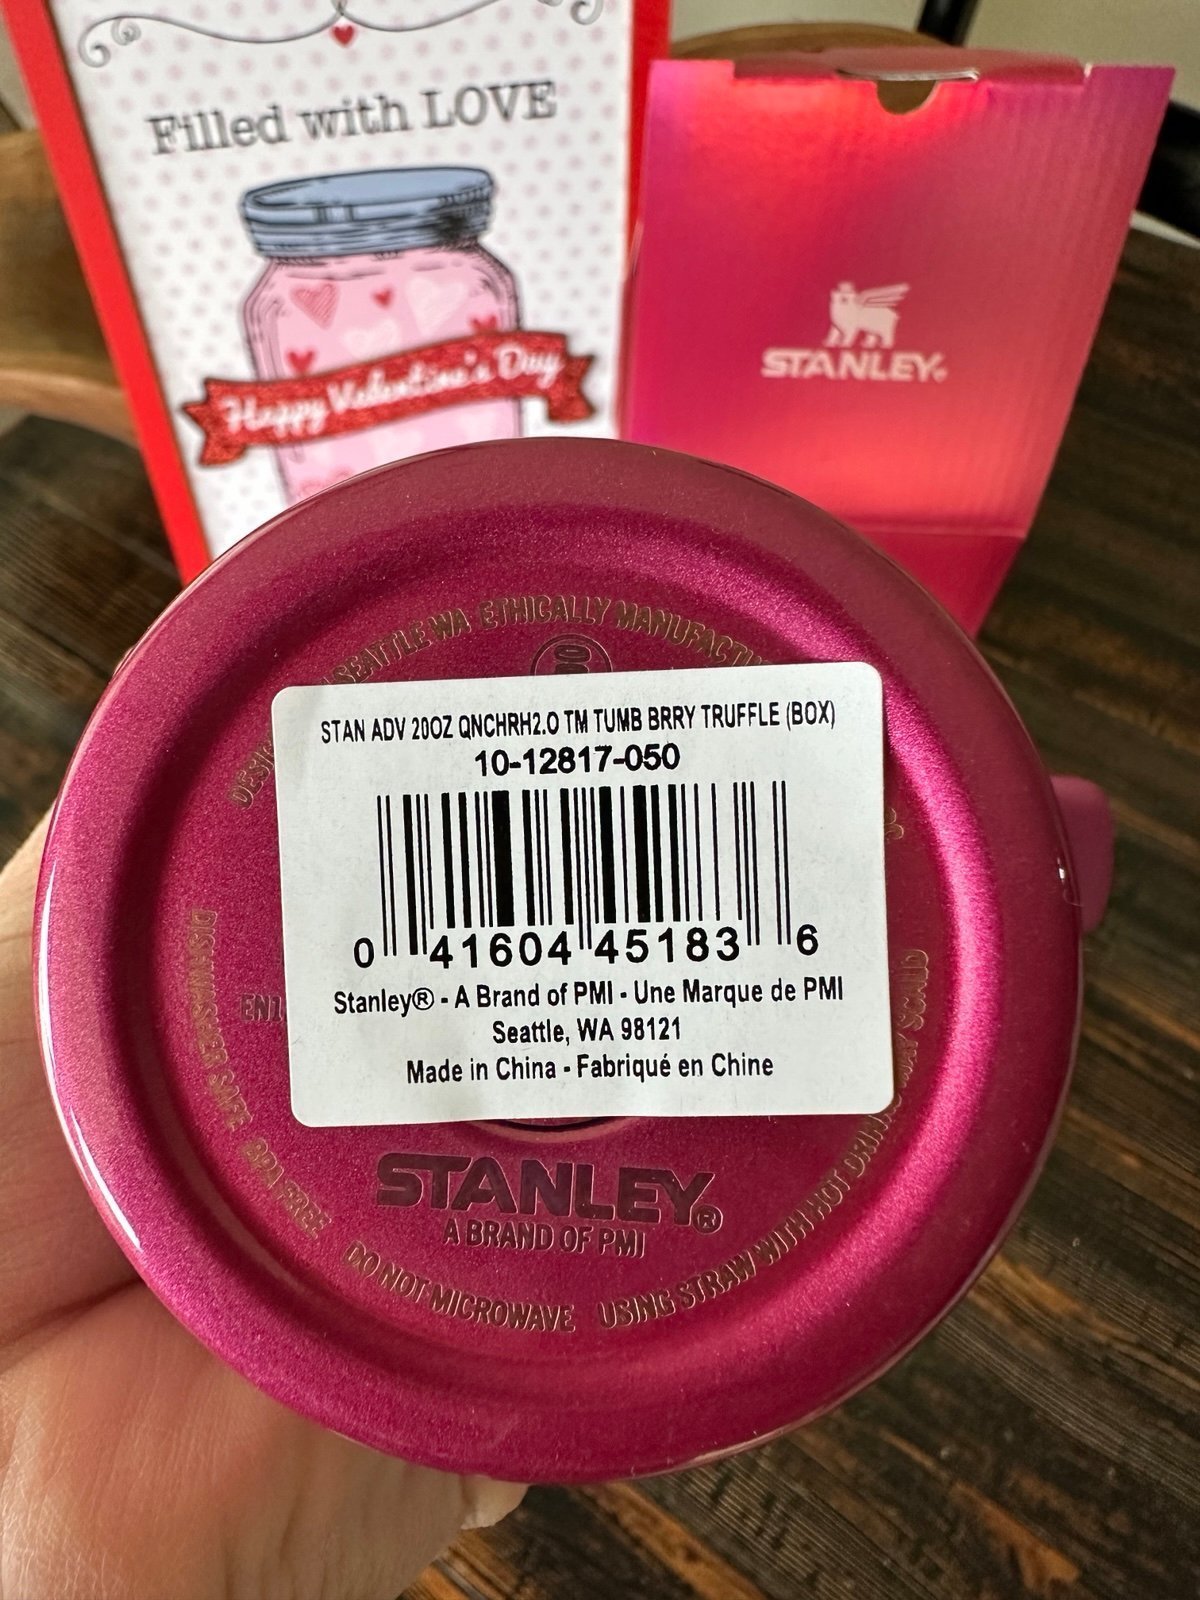 Filled with LOVE
Happy Valentine's Day
STANLEY
SEATTLE WA ETHICALLY
STAN ADV 20OZ QNCHRH2.O TM TUMB BRRY TRUFFLE (BOX)
10-12817-050
0 41604 45183 6
Stanley® - A Brand of PMI - Une Marque de PMI
Seattle, WA 98121
Made in China - Fabriqué en Chine
STANLEY®
A BRAND OF PMI
DISHWASHER SAFE BPA FREE DO NOT MICROWAVE USING STRAW WITH HOT DRINKS MAY SCALD